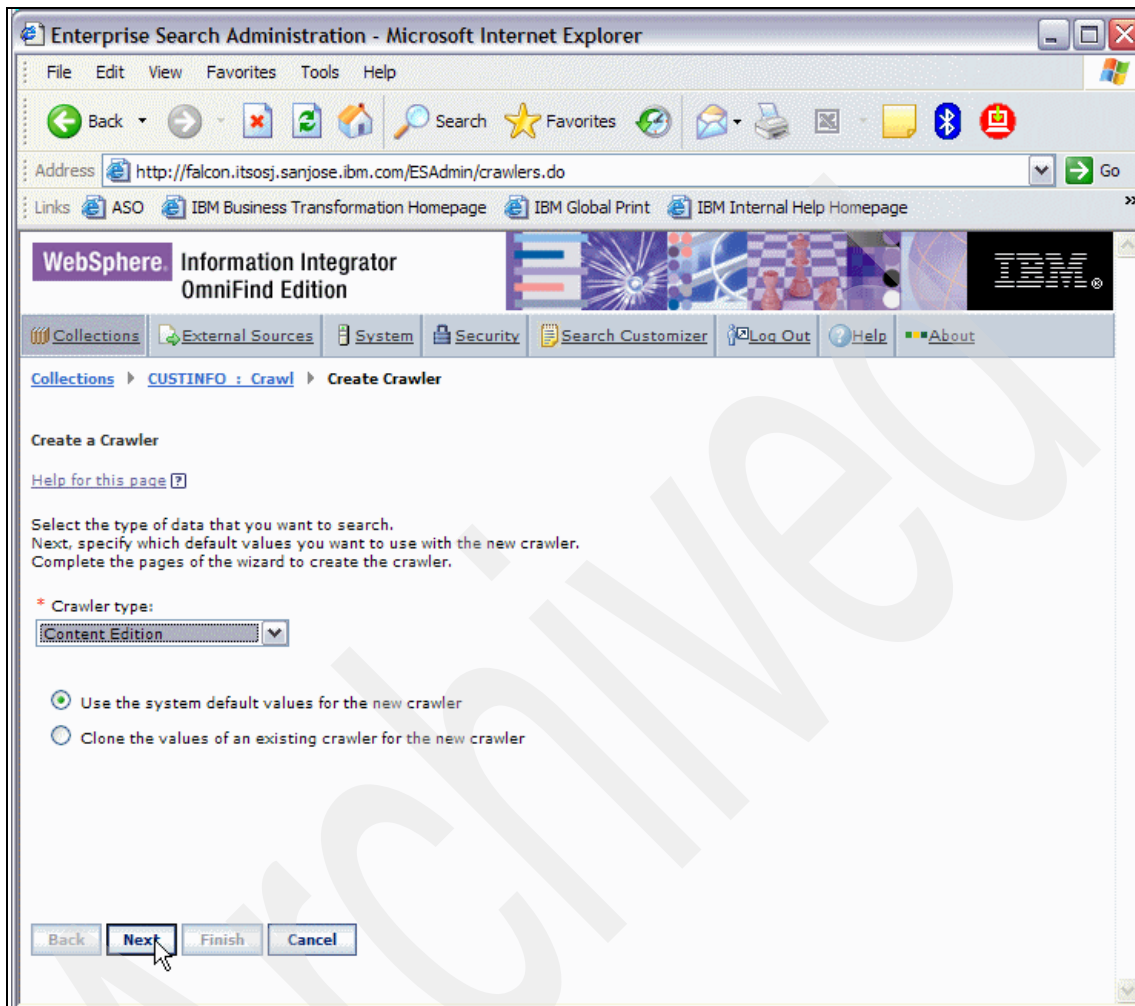 Enterprise Search Administration - Microsoft Internet Explorer
File Edit View Favorites Tools Help
Back Search Favorites
Address http://falcon.itsosj.sanjose.ibm.com/ESAdmin/crawlers.do Go
Links ASO IBM Business Transformation Homepage IBM Global Print IBM Internal Help Homepage »
WebSphere. Information Integrator
OmniFind Edition
IBM®
Collections External Sources System Security Search Customizer Log Out Help About
Collections CUSTINFO : Crawl Create Crawler
Create a Crawler
Help for this page ?
Select the type of data that you want to search.
Next, specify which default values you want to use with the new crawler.
Complete the pages of the wizard to create the crawler.
* Crawler type:
Content Edition
Use the system default values for the new crawler
Clone the values of an existing crawler for the new crawler
Back Next Finish Cancel
Archived